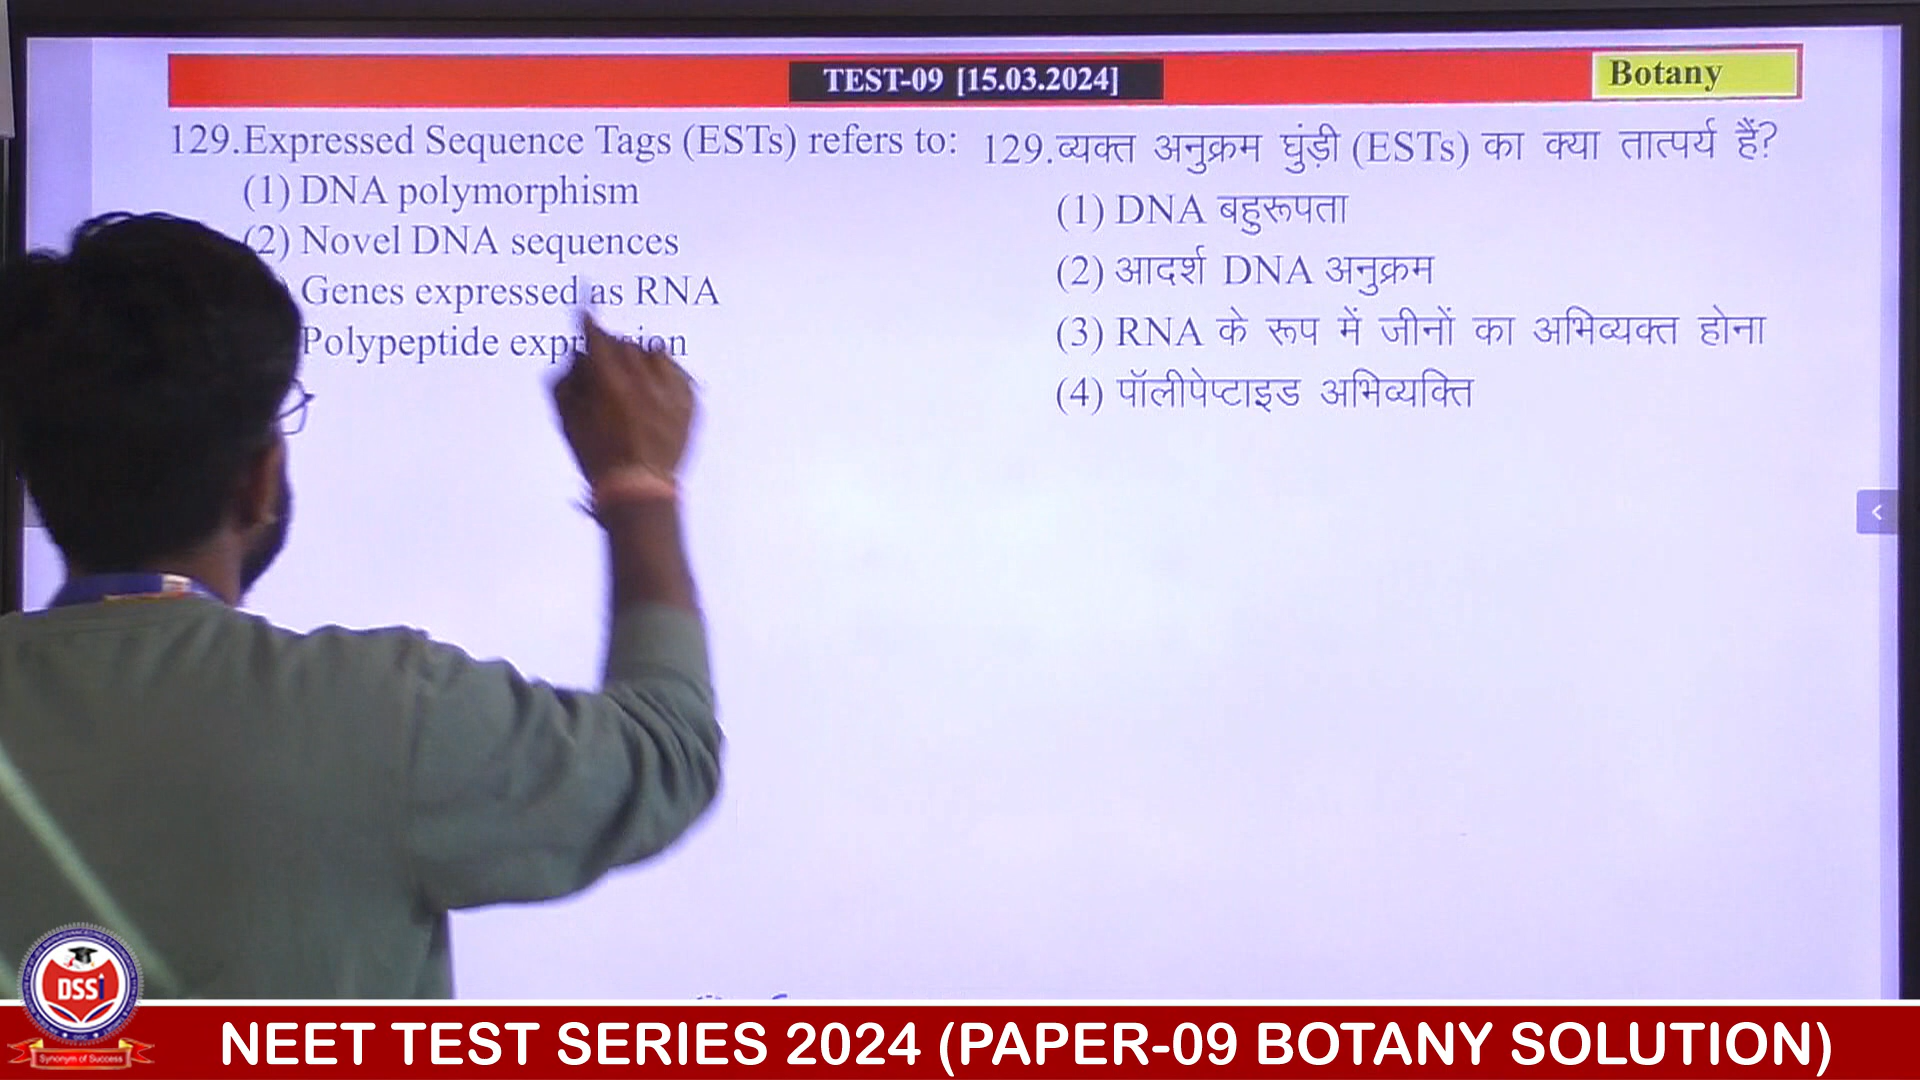 TEST-09 [15.03.2024]
Botany
129.Expressed Sequence Tags (ESTs) refers to:
(1) DNA polymorphism
(2) Novel DNA sequences
Genes expressed as RNA
Polypeptide
129.व्यक्त अनुक्रम घुंड़ी (ESTs) का क्या तात्पर्य हैं?
(1) DNA बहुरूपता
(2) आदर्श DNA अनुक्रम
(3) RNA के रूप में जीनों का अभिव्यक्त होना
(4) पॉलीपेप्टाइड अभिव्यक्ति
DSSi
Synonym of Success
NEET TEST SERIES 2024 (PAPER-09 BOTANY SOLUTION)